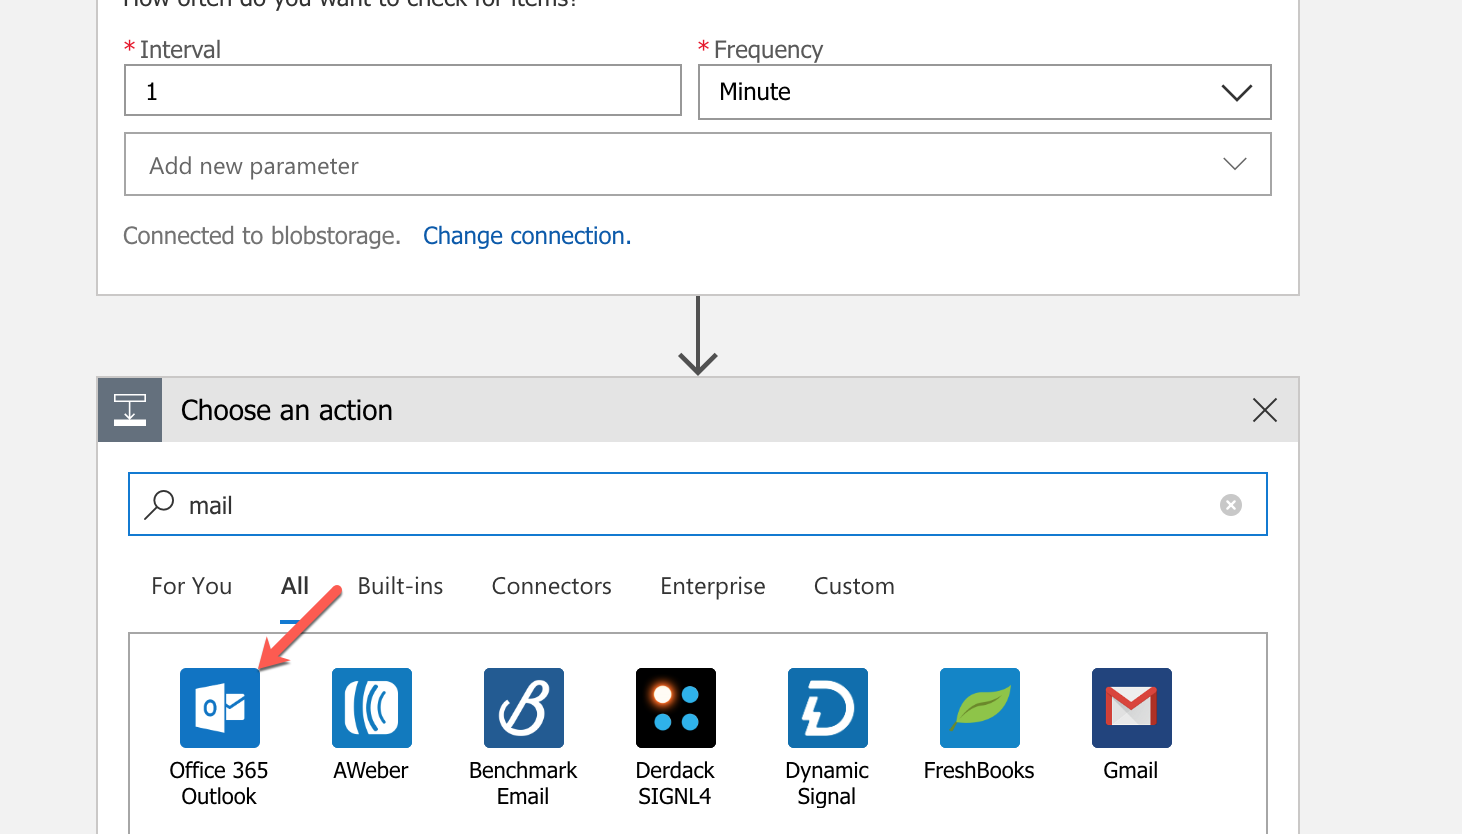 How often do you want to check for items?
* Interval
* Frequency
1
Minute
Add new parameter
Connected to blobstorage. Change connection.
Choose an action
mail
For You All Built-ins Connectors Enterprise Custom
Office 365
Outlook
AWeber
Benchmark
Email
Derdack
SIGNL4
Dynamic
Signal
FreshBooks
Gmail